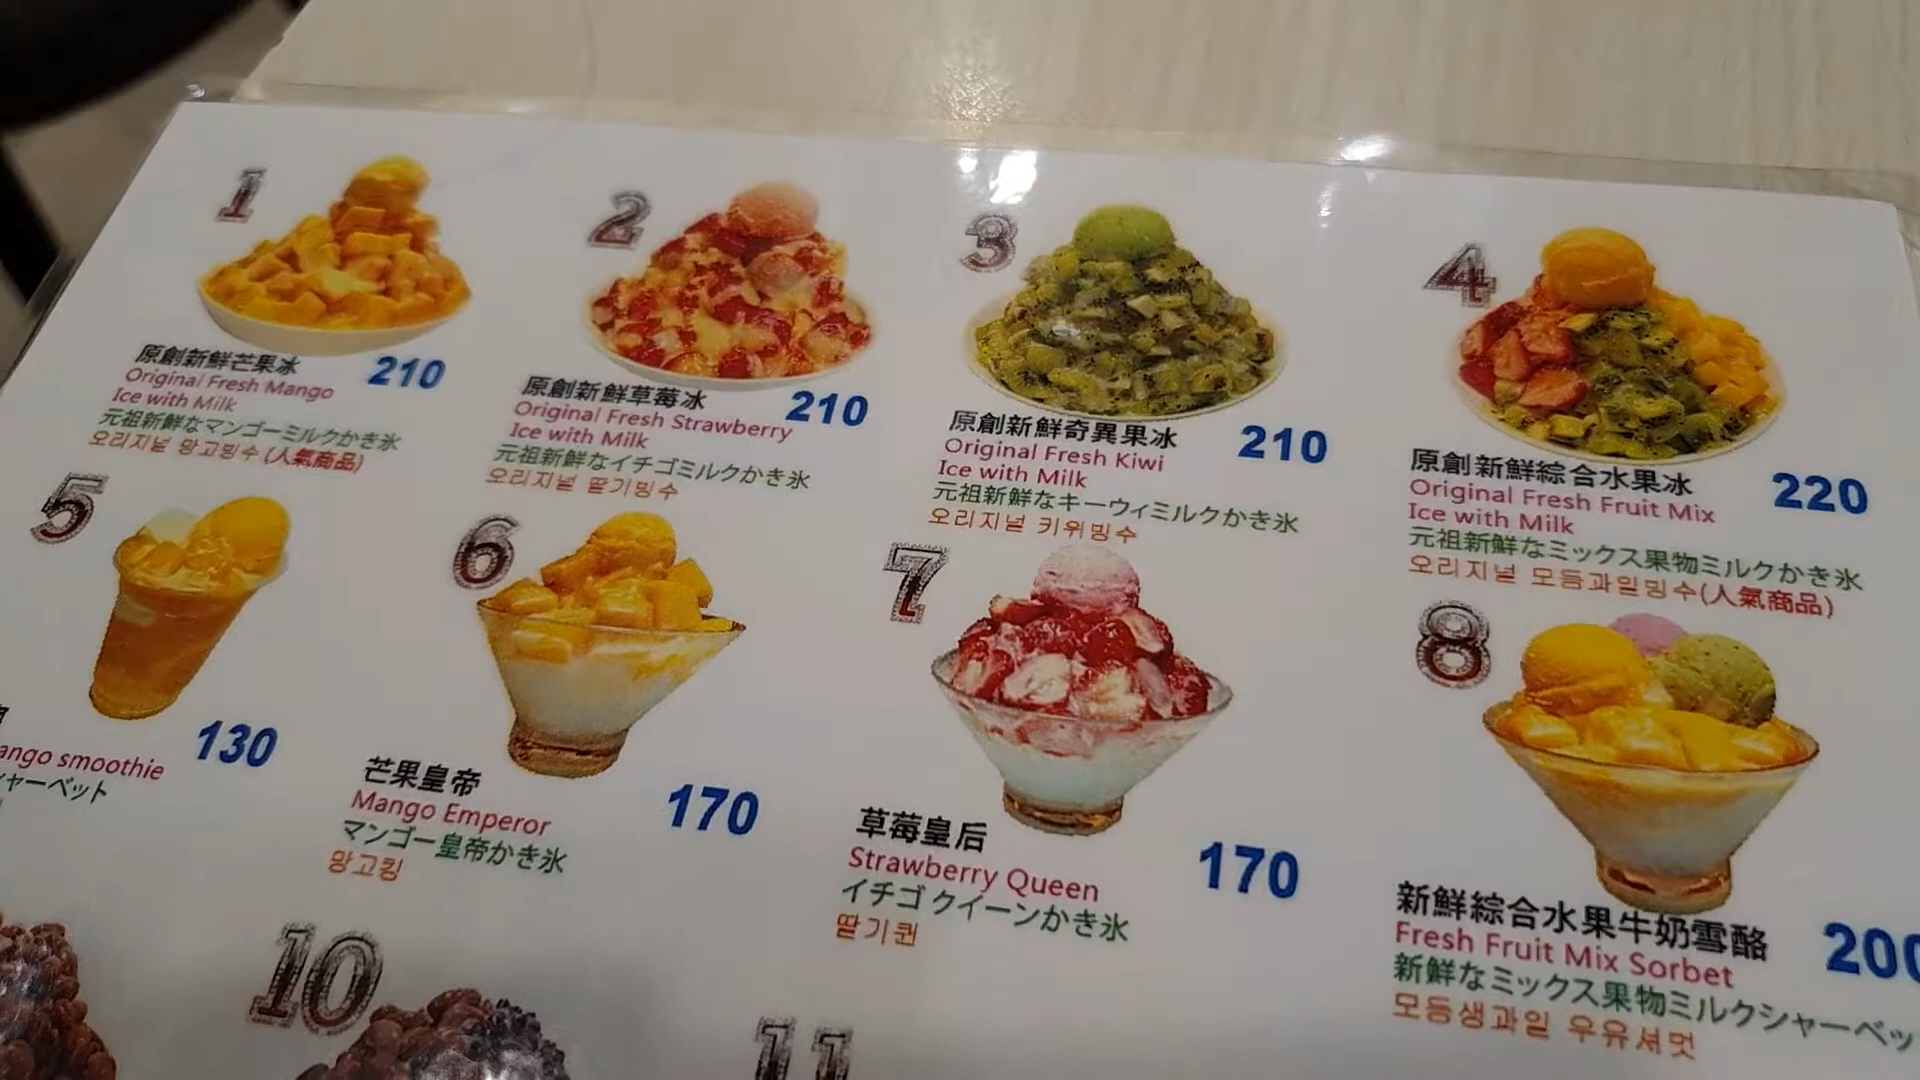 1
原創新鮮芒果冰
210
Original Fresh Mango
Ice with Milk
元祖新鮮なマンゴーミルクかき氷
오리지널 망고빙수 (人氣商品)
2
原創新鮮草莓冰
210
Original Fresh Strawberry
Ice with Milk
元祖新鮮なイチゴミルクかき氷
오리지널 딸기빙수
3
原創新鮮奇異果冰
210
Original Fresh Kiwi
Ice with Milk
元祖新鮮なキーウィミルクかき氷
오리지널 키위빙수
4
原創新鮮綜合水果冰
220
Original Fresh Fruit Mix
Ice with Milk
元祖新鮮なミックス果物ミルクかき氷
오리지널 모듬과일빙수(人氣商品)
5
130
ango smoothie
ャーベット
6
芒果皇帝
170
Mango Emperor
マンゴー皇帝かき氷
망고킹
7
草莓皇后
170
Strawberry Queen
イチゴクイーンかき氷
딸기퀸
8
新鮮綜合水果牛奶雪酪
200
Fresh Fruit Mix Sorbet
新鮮なミックス果物ミルクシャーベッ
모듬생과일 우유셔벗
10
11